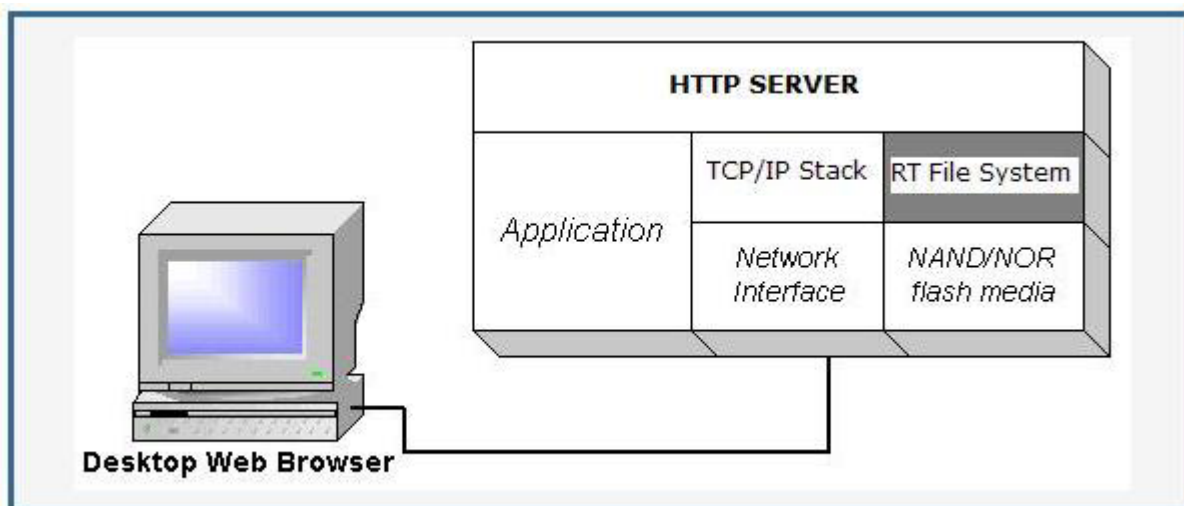 HTTP SERVER
Application
TCP/IP Stack
RT File System
Network
Interface
NAND/NOR
flash media
Desktop Web Browser